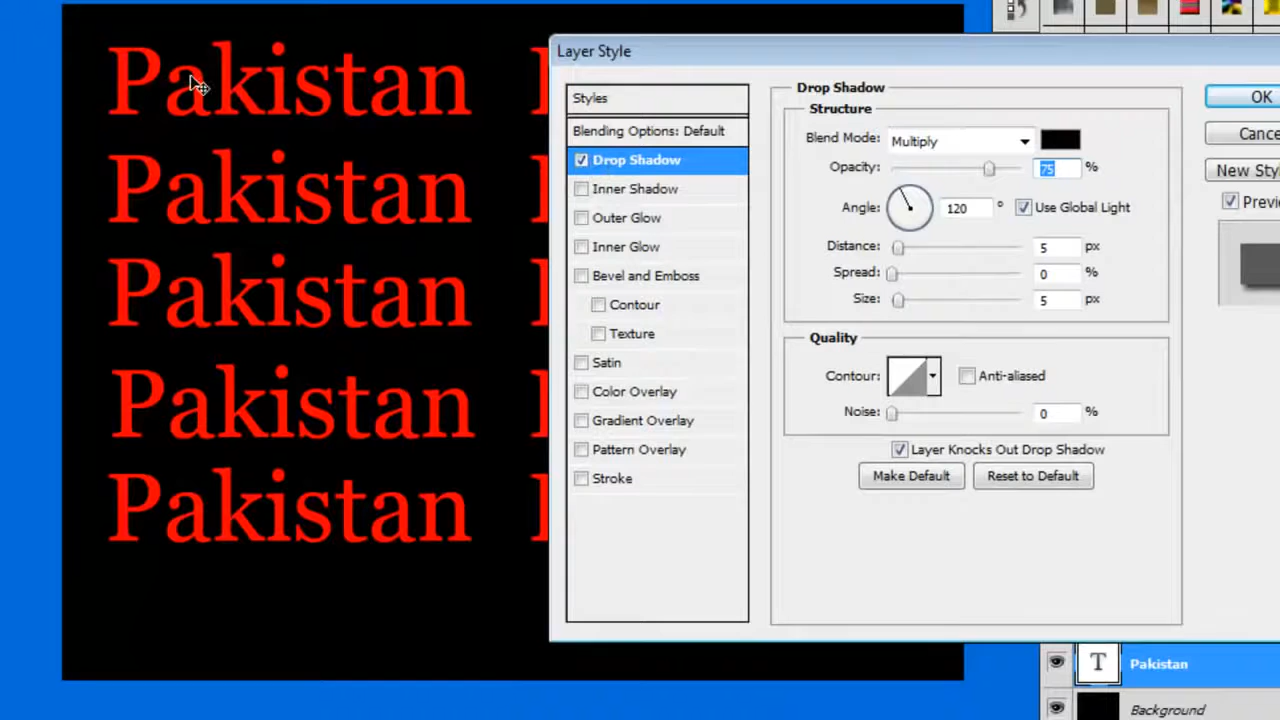 Pakistan
Pakistan
Pakistan
Pakistan
Pakistan
Layer Style
Styles
Blending Options: Default
Drop Shadow
Inner Shadow
Outer Glow
Inner Glow
Bevel and Emboss
Contour
Texture
Satin
Color Overlay
Gradient Overlay
Pattern Overlay
Stroke
Drop Shadow
Structure
Blend Mode: Multiply
Opacity: 75 %
Angle: 120 ° Use Global Light
Distance: 5 px
Spread: 0 %
Size: 5 px
Quality
Contour: Anti-aliased
Noise: 0 %
Layer Knocks Out Drop Shadow
Make Default Reset to Default
OK
Cance
New Sty
Previe
T Pakistan
Background